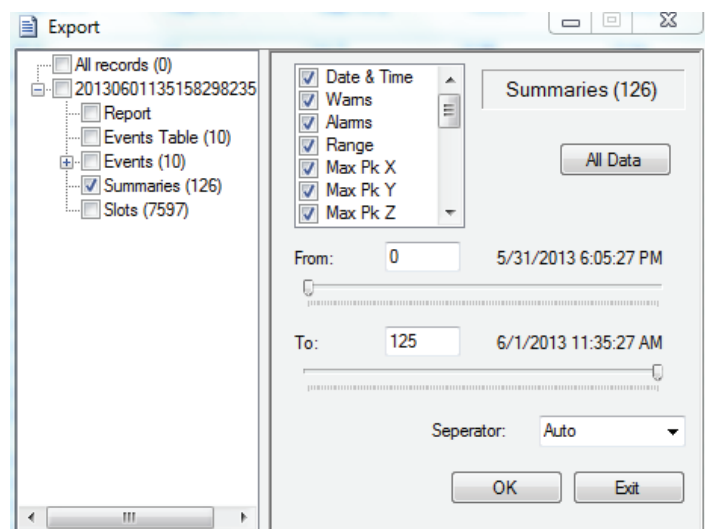 Export
All records (0)
20130601135158298235
Report
Events Table (10)
Events (10)
Summaries (126)
Slots (7597)
Date & Time
Warns
Alarms
Range
Max Pk X
Max Pk Y
Max Pk Z
Summaries (126)
All Data
From: 0 5/31/2013 6:05:27 PM
To: 125 6/1/2013 11:35:27 AM
Seperator: Auto
OK Exit